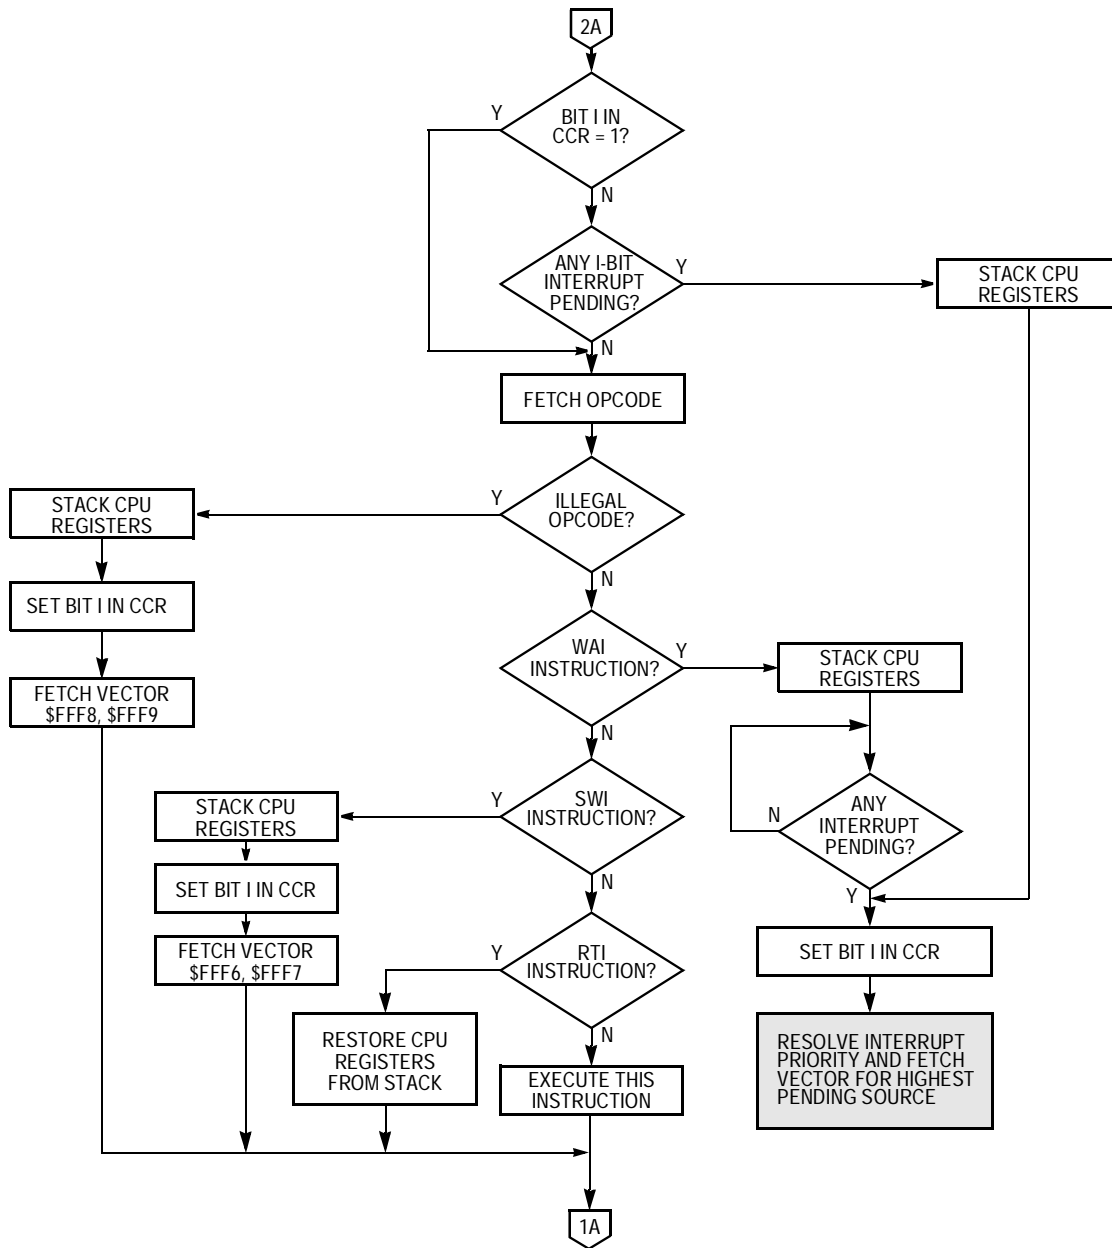 2A
BIT I IN
CCR = 1?
Y
N
ANY I-BIT
INTERRUPT
PENDING?
Y
N
STACK CPU
REGISTERS
FETCH OPCODE
ILLEGAL
OPCODE?
Y
N
STACK CPU
REGISTERS
SET BIT I IN CCR
FETCH VECTOR
$FFF8, $FFF9
WAI
INSTRUCTION?
Y
N
STACK CPU
REGISTERS
ANY
INTERRUPT
PENDING?
N
Y
SWI
INSTRUCTION?
Y
N
STACK CPU
REGISTERS
SET BIT I IN CCR
FETCH VECTOR
$FFF6, $FFF7
RTI
INSTRUCTION?
Y
N
RESTORE CPU
REGISTERS
FROM STACK
EXECUTE THIS
INSTRUCTION
SET BIT I IN CCR
RESOLVE INTERRUPT
PRIORITY AND FETCH
VECTOR FOR HIGHEST
PENDING SOURCE
1A